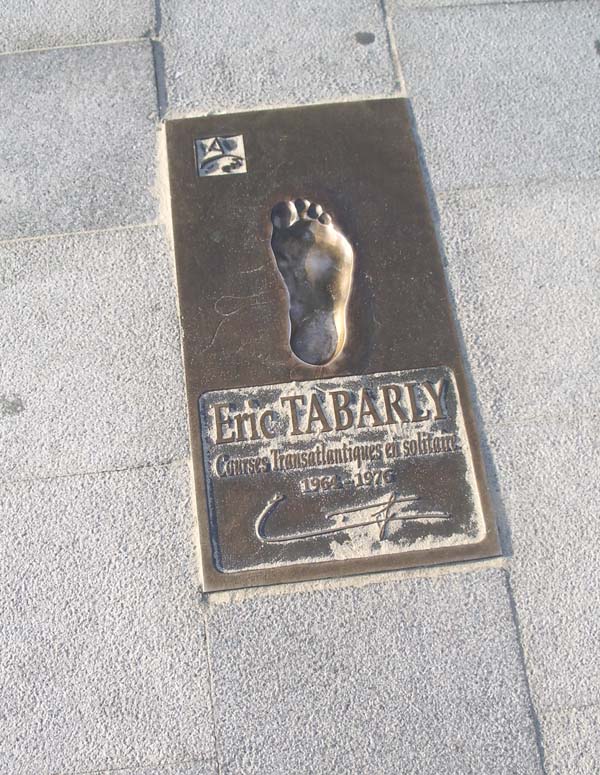 Eric TABARLY
Courses Transatlantiques en solitaire
1964 - 1976